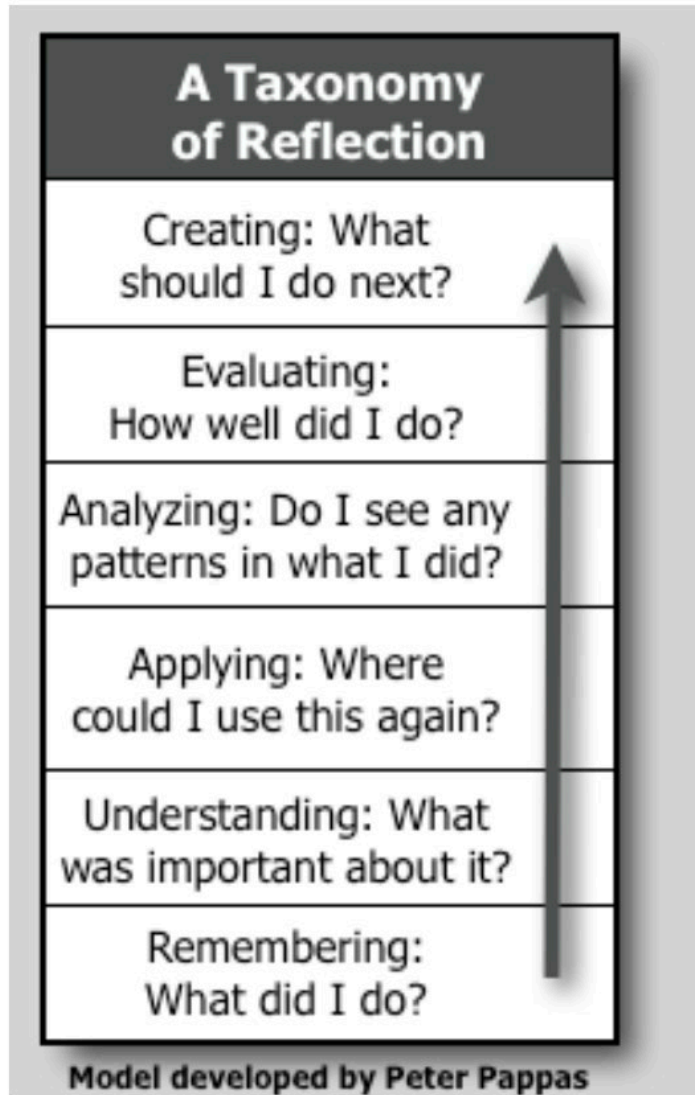 A Taxonomy
of Reflection
Creating: What
should I do next?
Evaluating:
How well did I do?
Analyzing: Do I see any
patterns in what I did?
Applying: Where
could I use this again?
Understanding: What
was important about it?
Remembering:
What did I do?
Model developed by Peter Pappas